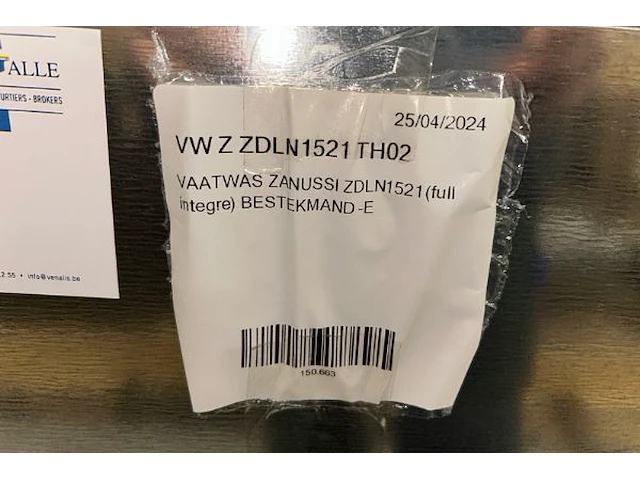 ALLE
URTIERS - BROKERS
info@venalis.be
25/04/2024
VW Z ZDLN1521 TH02
VAATWAS ZANUSSI ZDLN1521(full
integre) BESTEKMAND -E
150.663